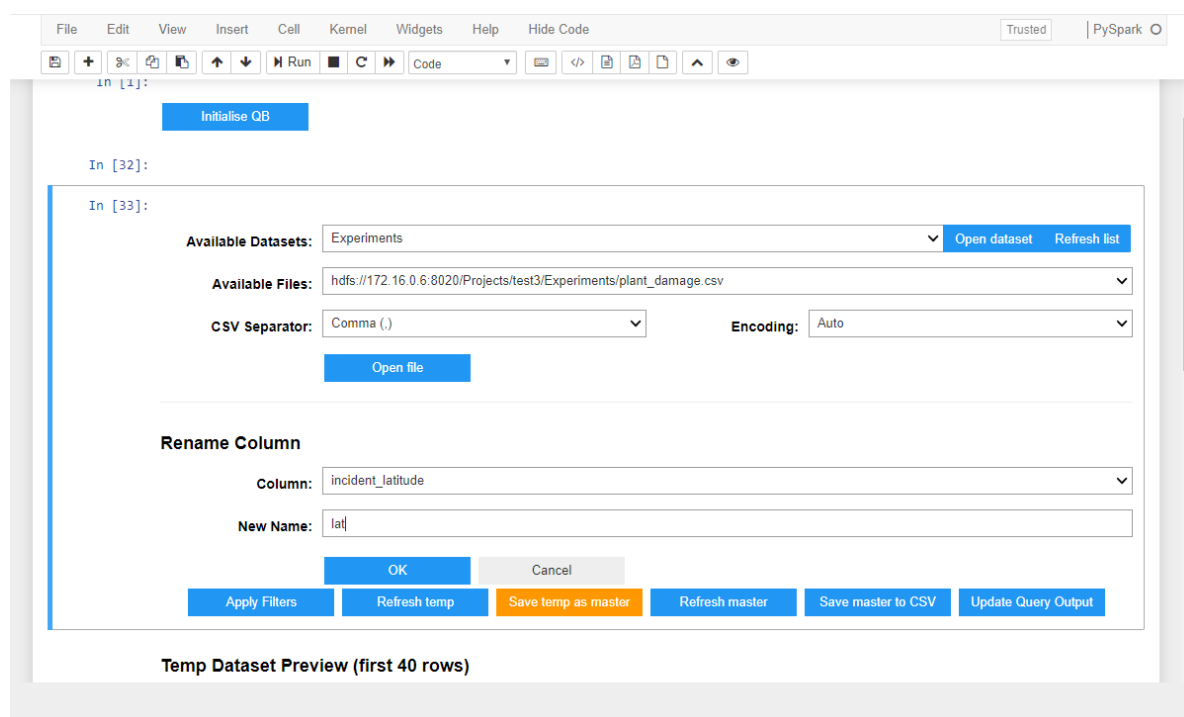 File Edit View Insert Cell Kernel Widgets Help Hide Code Trusted PySpark
Run Code
In [1]:
Initialise QB
In [32]:
In [33]:
Available Datasets: Experiments Open dataset Refresh list
Available Files: hdfs://172.16.0.6:8020/Projects/test3/Experiments/plant_damage.csv
CSV Separator: Comma (,) Encoding: Auto
Open file
Rename Column
Column: incident_latitude
New Name: lat
OK Cancel
Apply Filters Refresh temp Save temp as master Refresh master Save master to CSV Update Query Output
Temp Dataset Preview (first 40 rows)